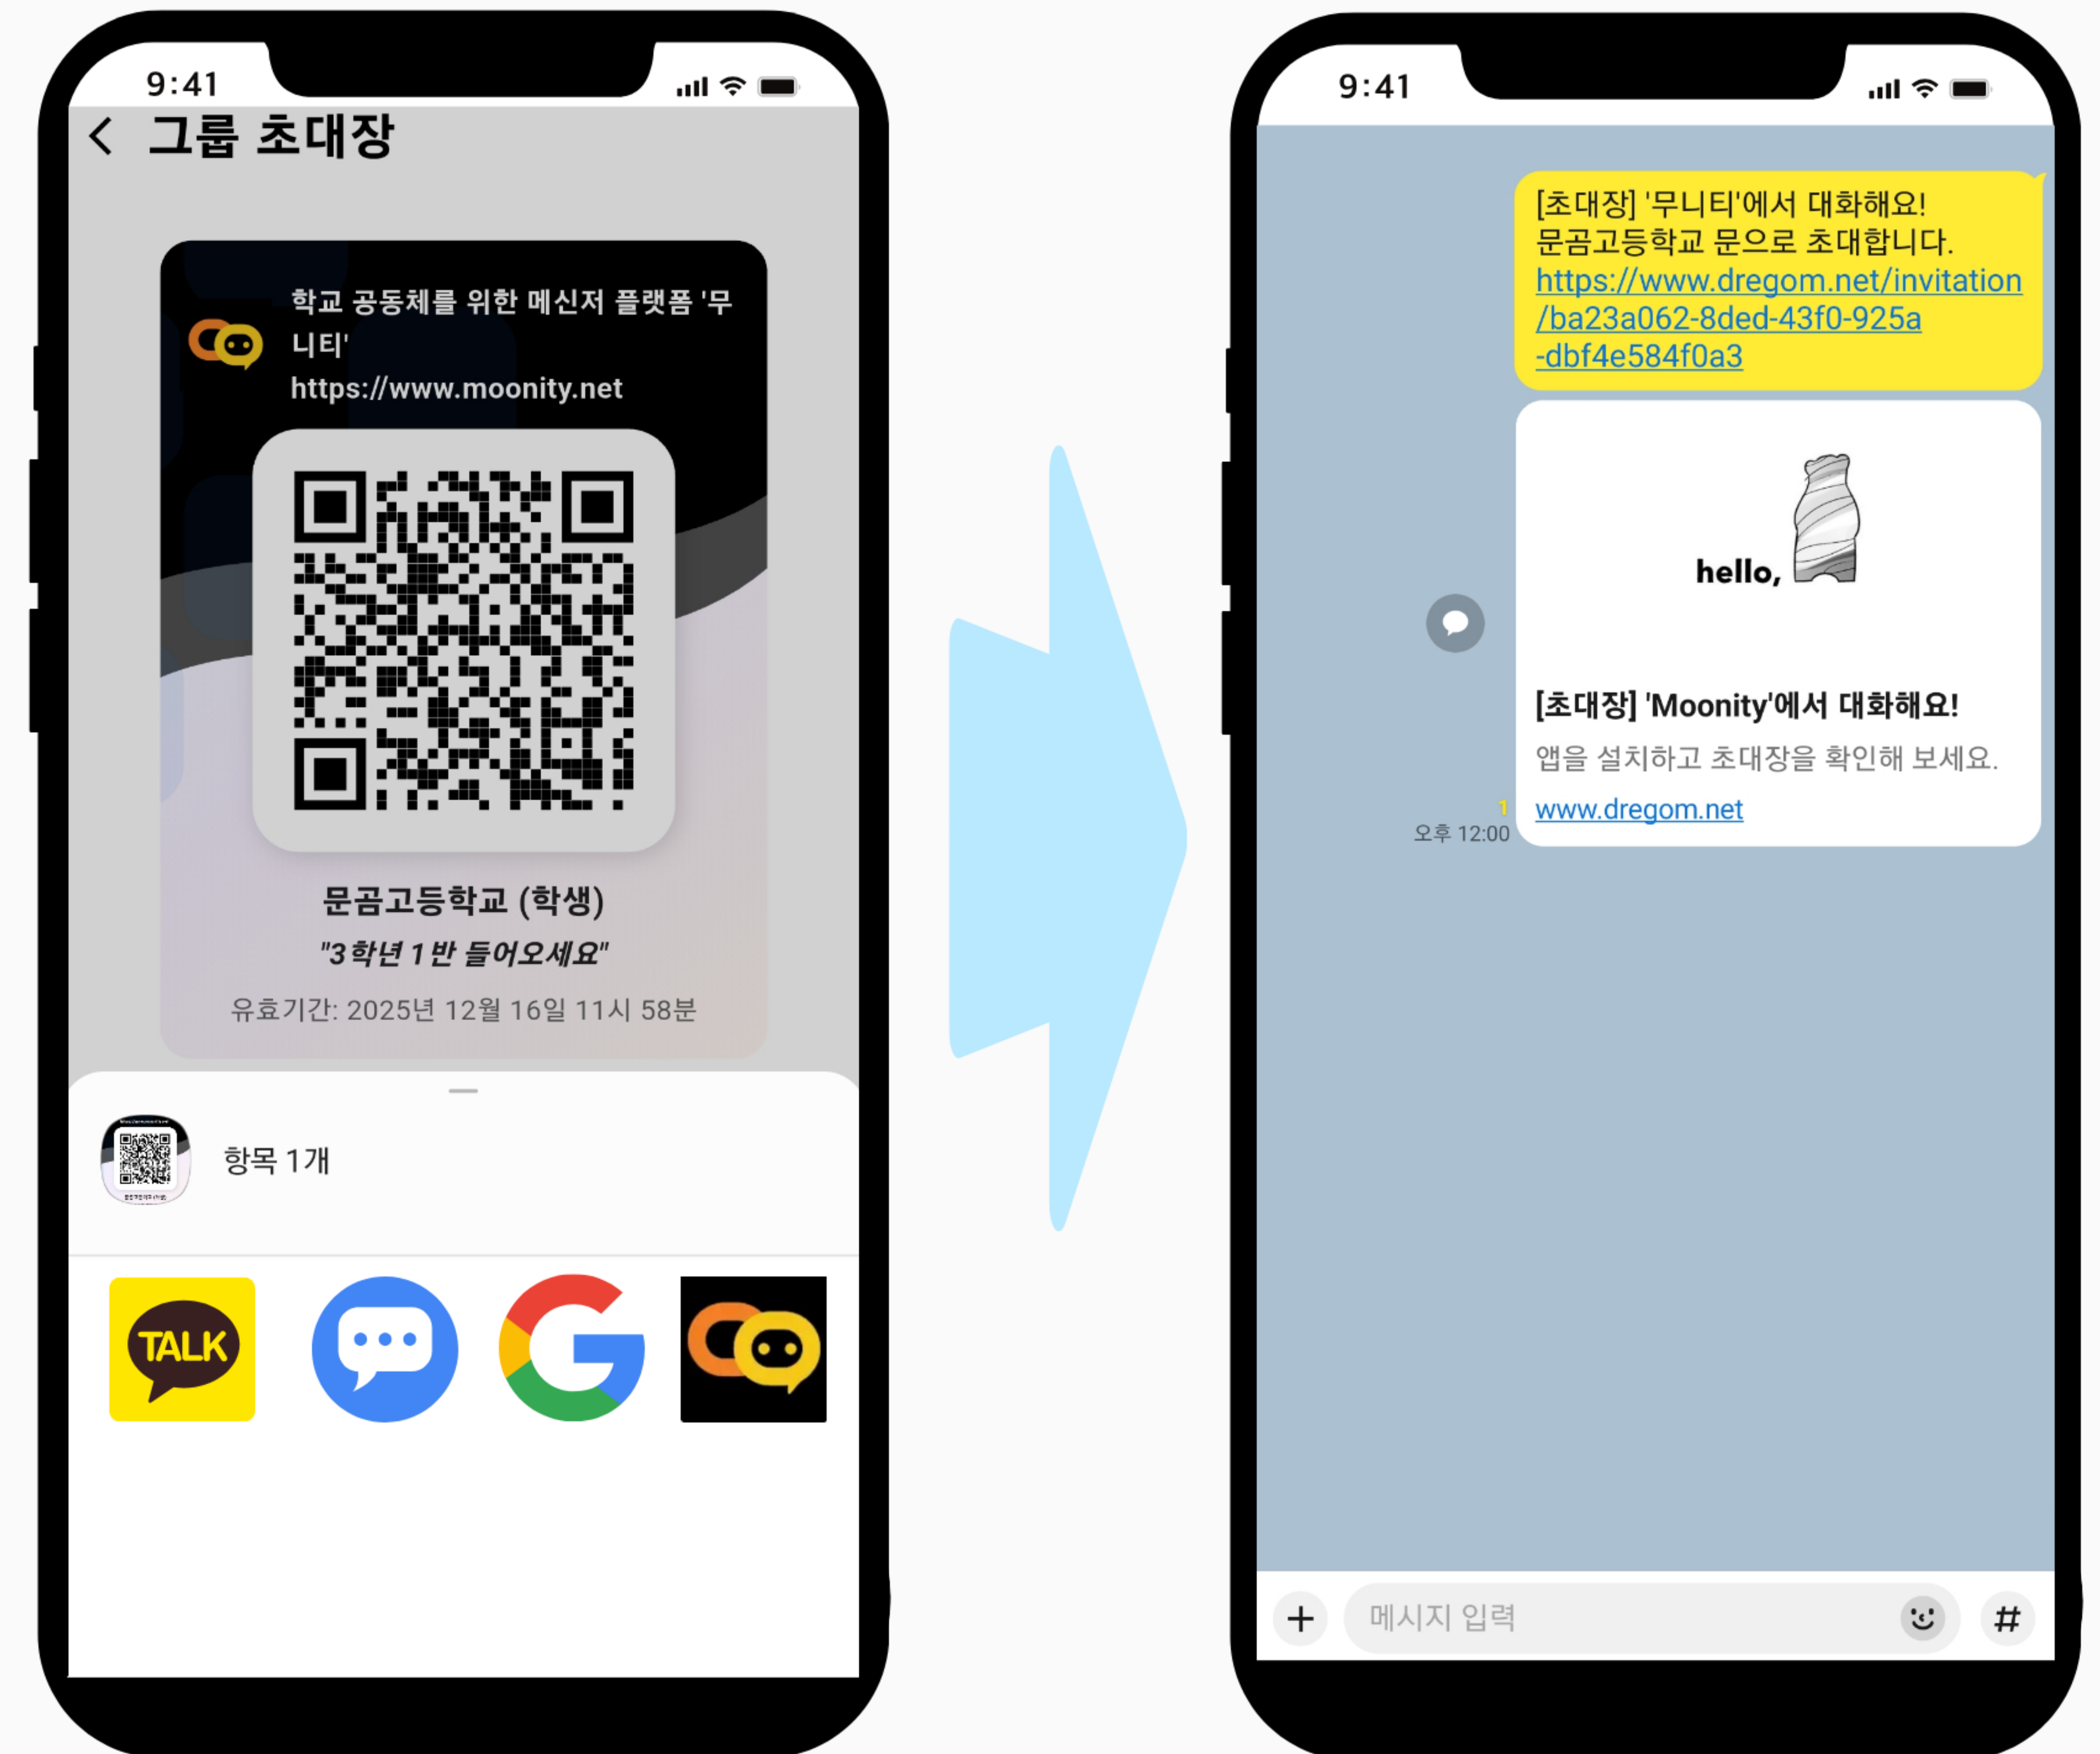 9:41
그룹 초대장
학교 공동체를 위한 메신저 플랫폼 '무
니티'
https://www.moonity.net
문곰고등학교 (학생)
"3학년 1반 들어오세요"
유효기간: 2025년 12월 16일 11시 58분
항목 1개
TALK
9:41
[초대장] '무니티'에서 대화해요!
문곰고등학교 문으로 초대합니다.
https://www.dregom.net/invitation
/ba23a062-8ded-43f0-925a
-dbf4e584f0a3
hello,
[초대장] 'Moonity'에서 대화해요!
앱을 설치하고 초대장을 확인해 보세요.
www.dregom.net
1
오후 12:00
메시지 입력